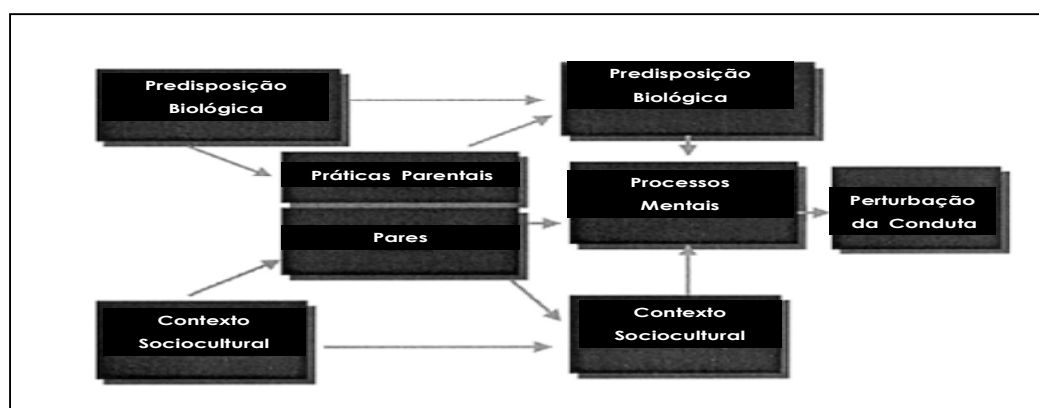 Predisposição
Biológica
Predisposição
Biológica
Práticas Parentais
Pares
Processos
Mentais
Perturbação
da Conduta
Contexto
Sociocultural
Contexto
Sociocultural